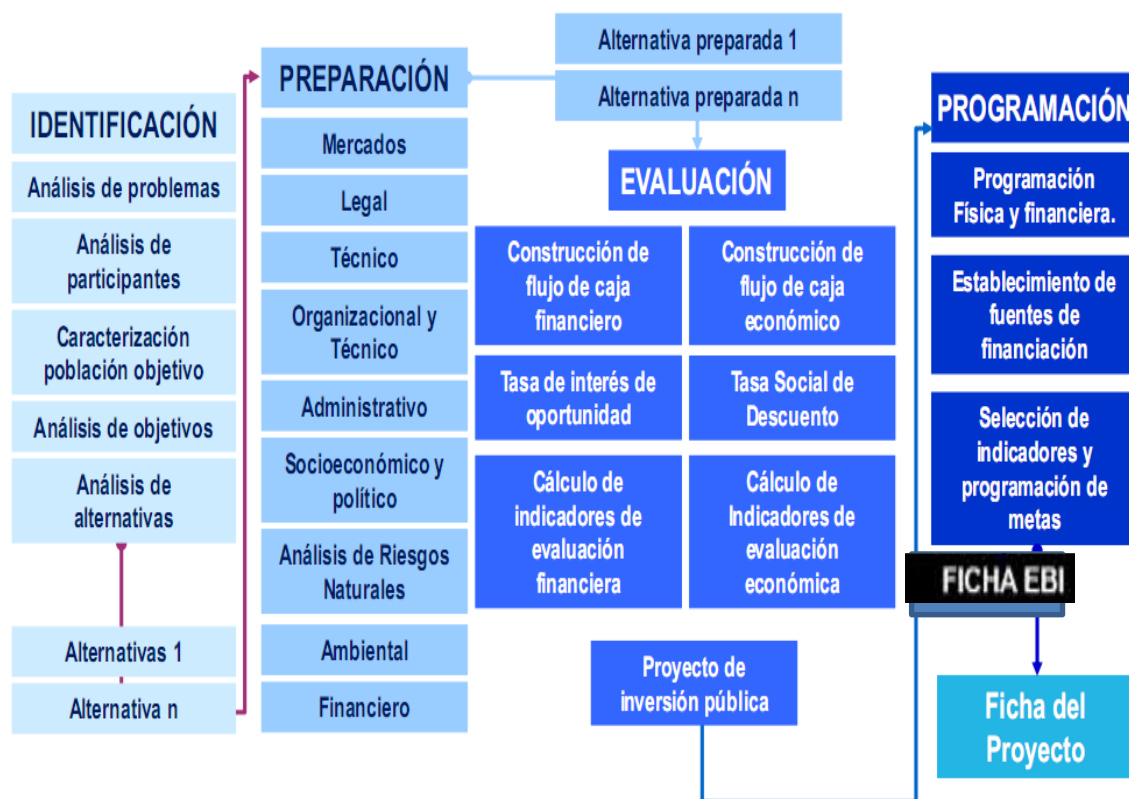 IDENTIFICACIÓN
Análisis de problemas
Análisis de
participantes
Caracterización
población objetivo
Análisis de objetivos
Análisis de
alternativas
Alternativas 1
Alternativa n
PREPARACIÓN
Mercados
Legal
Técnico
Organizacional y
Técnico
Administrativo
Socioeconómico y
político
Análisis de Riesgos
Naturales
Ambiental
Financiero
Alternativa preparada 1
Alternativa preparada n
EVALUACIÓN
Construcción de
flujo de caja
financiero
Construcción de
flujo de caja
económico
Tasa de interés de
oportunidad
Tasa Social de
Descuento
Cálculo de
indicadores de
evaluación
financiera
Cálculo de
Indicadores de
evaluación
económica
Proyecto de
inversión pública
PROGRAMACIÓN
Programación
Física y financiera.
Establecimiento de
fuentes de
financiación
Selección de
indicadores y
programación de
metas
FICHA EBI
Ficha del
Proyecto